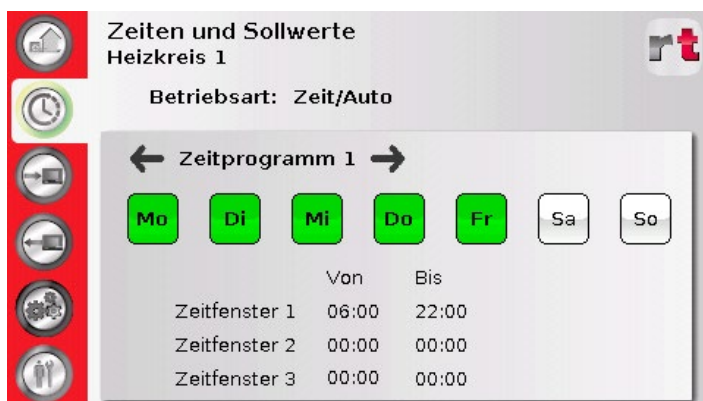 Zeiten und Sollwerte
Heizkreis 1
rt
Betriebsart: Zeit/Auto
Zeitprogramm 1
Mo Di Mi Do Fr Sa So
Von Bis
Zeitfenster 1 06:00 22:00
Zeitfenster 2 00:00 00:00
Zeitfenster 3 00:00 00:00